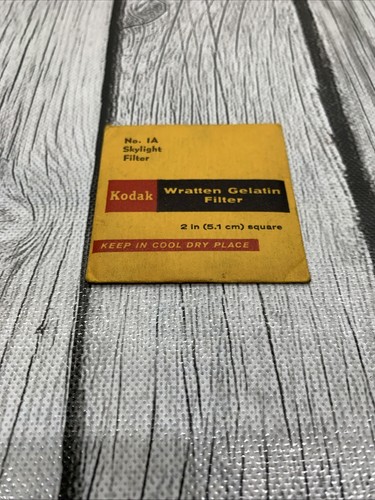 No. 1A
Skylight
Filter
Kodak
Wratten Gelatin
Filter
2 in (5.1 cm) square
KEEP IN COOL DRY PLACE